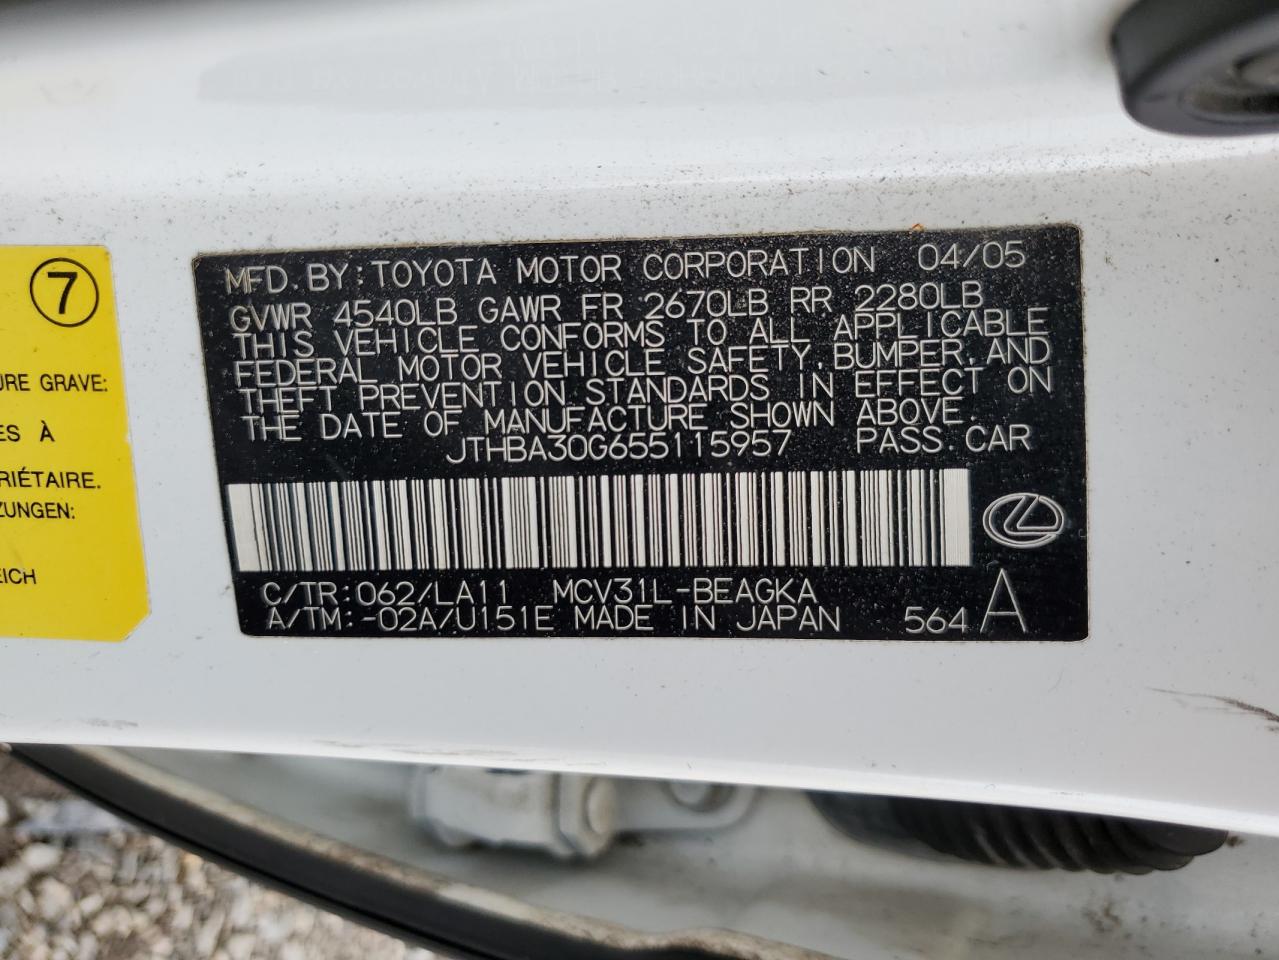 7
URE GRAVE:
ES À
RIÉTAIRE.
ZUNGEN:
EICH
MFD. BY: TOYOTA MOTOR CORPORATION 04/05
GVWR 4540LB GAWR FR 2670LB RR 2280LB
THIS VEHICLE CONFORMS TO ALL APPLICABLE
FEDERAL MOTOR VEHICLE SAFETY, BUMPER, AND
THEFT PREVENTION STANDARDS IN EFFECT ON
THE DATE OF MANUFACTURE SHOWN ABOVE.
JTHBA30G655115957 PASS. CAR
C/TR: 062/LA11 MCV31L-BEAGKA
A/TM: -02A/U151E MADE IN JAPAN 564 A